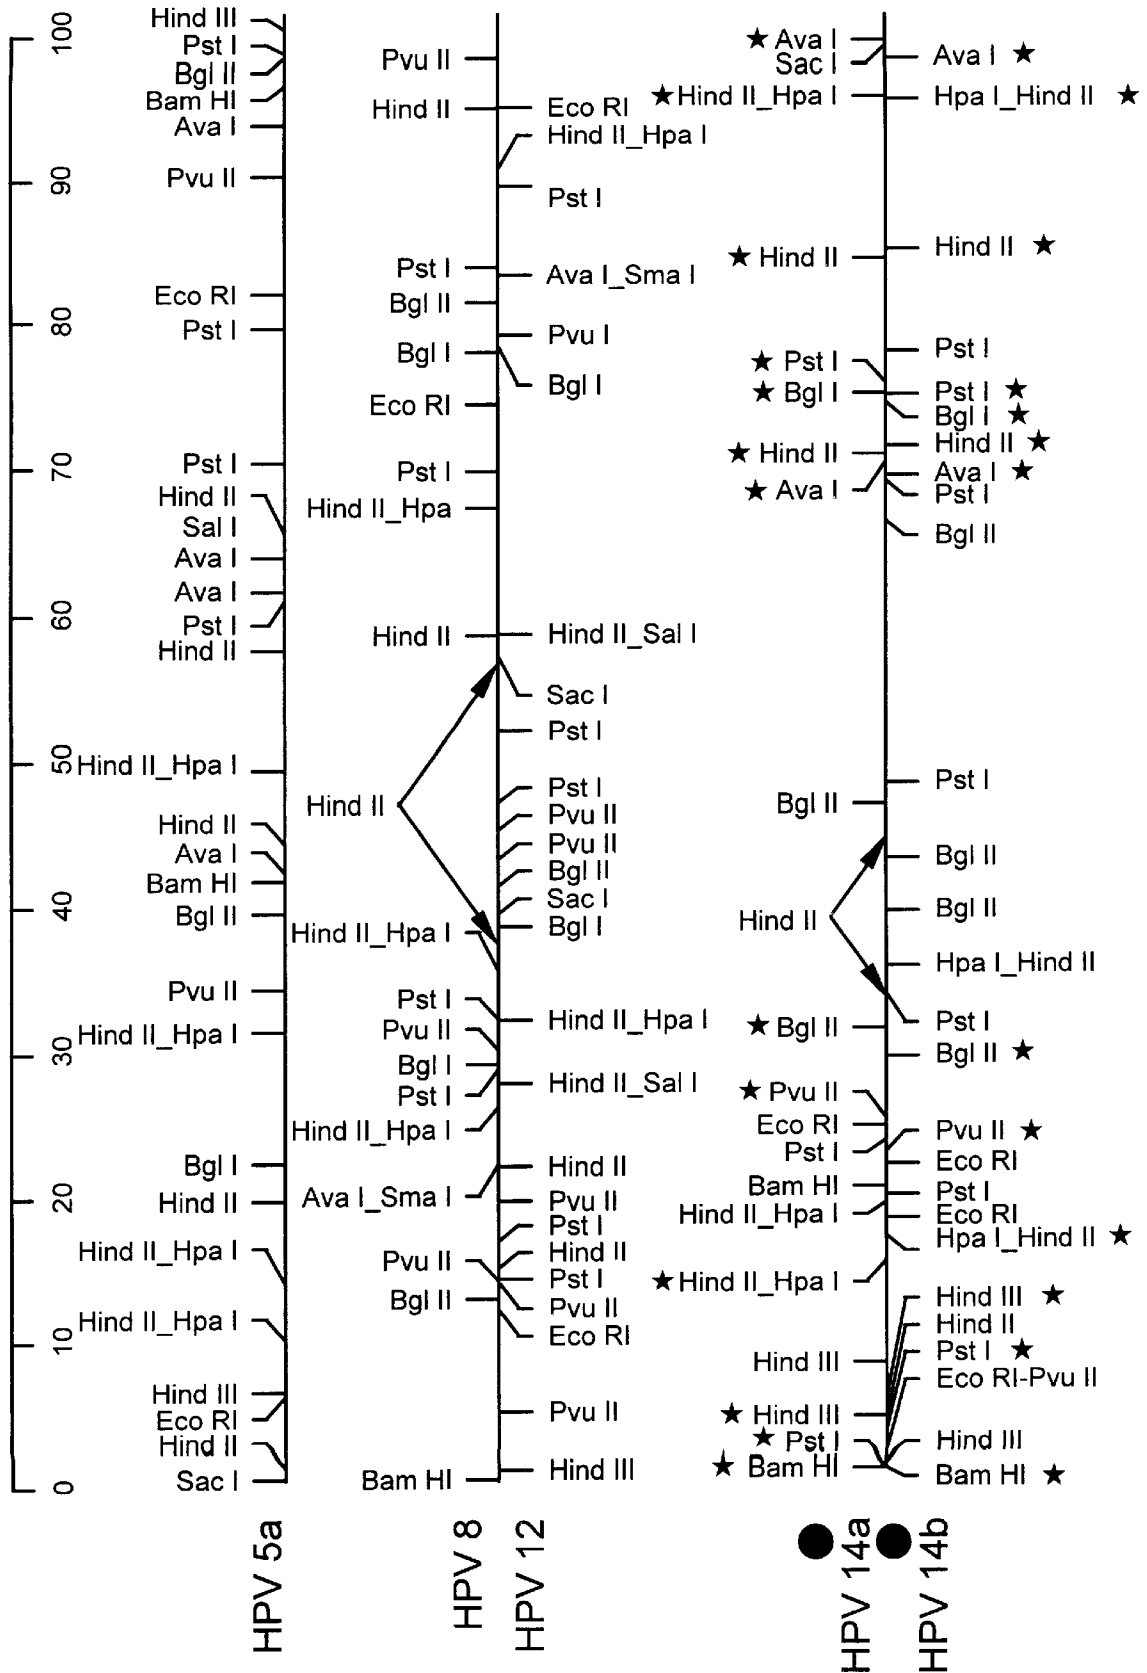 100
90
80
70
60
50
40
30
20
10
0
Hind III
Pst I
Bgl II
Bam HI
Ava I
Pvu II
Eco RI
Pst I
Pst I
Hind II
Sal I
Ava I
Ava I
Pst I
Hind II
Hind II_Hpa I
Hind II
Ava I
Bam HI
Bgl II
Pvu II
Hind II_Hpa I
Bgl I
Hind II
Hind II_Hpa I
Hind II_Hpa I
Hind III
Eco RI
Hind II
Sac I
HPV 5a
Pvu II
Hind II
Pst I
Bgl II
Bgl I
Eco RI
Pst I
Hind II_Hpa
Hind II
Hind II
Hind II_Hpa I
Pst I
Pvu II
Bgl I
Pst I
Hind II_Hpa I
Ava I_Sma I
Pvu II
Bgl II
Bam HI
HPV 8
Eco RI
Hind II_Hpa I
Pst I
Ava I_Sma I
Pvu I
Bgl I
Hind II_Sal I
Sac I
Pst I
Pst I
Pvu II
Pvu II
Bgl II
Sac I
Bgl I
Hind II_Hpa I
Hind II_Sal I
Hind II
Pvu II
Pst I
Hind II
Pst I
Pvu II
Eco RI
Pvu II
Hind III
HPV 12
★ Ava I
Sac I
★ Hind II_Hpa I
★ Hind II
★ Pst I
★ Bgl I
★ Hind II
★ Ava I
Bgl II
Hind II
★ Bgl II
★ Pvu II
Eco RI
Pst I
Bam HI
Hind II_Hpa I
★ Hind II_Hpa I
Hind III
★ Hind III
★ Pst I
★ Bam HI
● HPV 14a
Ava I ★
Hpa I_Hind II ★
Hind II ★
Pst I
Pst I ★
Bgl I ★
Hind II ★
Ava I ★
Pst I
Bgl II
Pst I
Bgl II
Bgl II
Hpa I_Hind II
Pst I
Bgl II ★
Pvu II ★
Eco RI
Pst I
Eco RI
Hpa I_Hind II ★
Hind III ★
Hind II
Pst I ★
Eco RI-Pvu II
Hind III
Bam HI ★
● HPV 14b